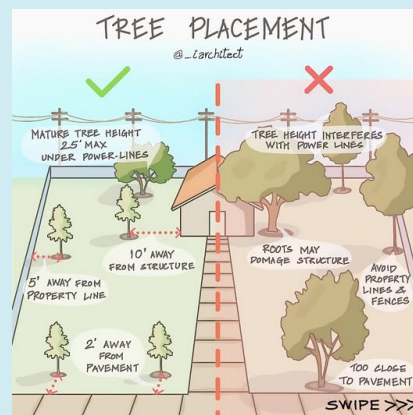 TREE PLACEMENT
@_iarchitect
MATURE TREE HEIGHT
25' MAX
UNDER POWER-LINES
10' AWAY
FROM STRUCTURE
5' AWAY FROM
PROPERTY LINE
2' AWAY
FROM
PAVEMENT
TREE HEIGHT INTERFERES
WITH POWER LINES
ROOTS MAY
DOMAGE STRUCTURE
AVOID
PROPERTY
LINES &
FENCES
TOO CLOSE
TO PAVEMENT
SWIPE >>>